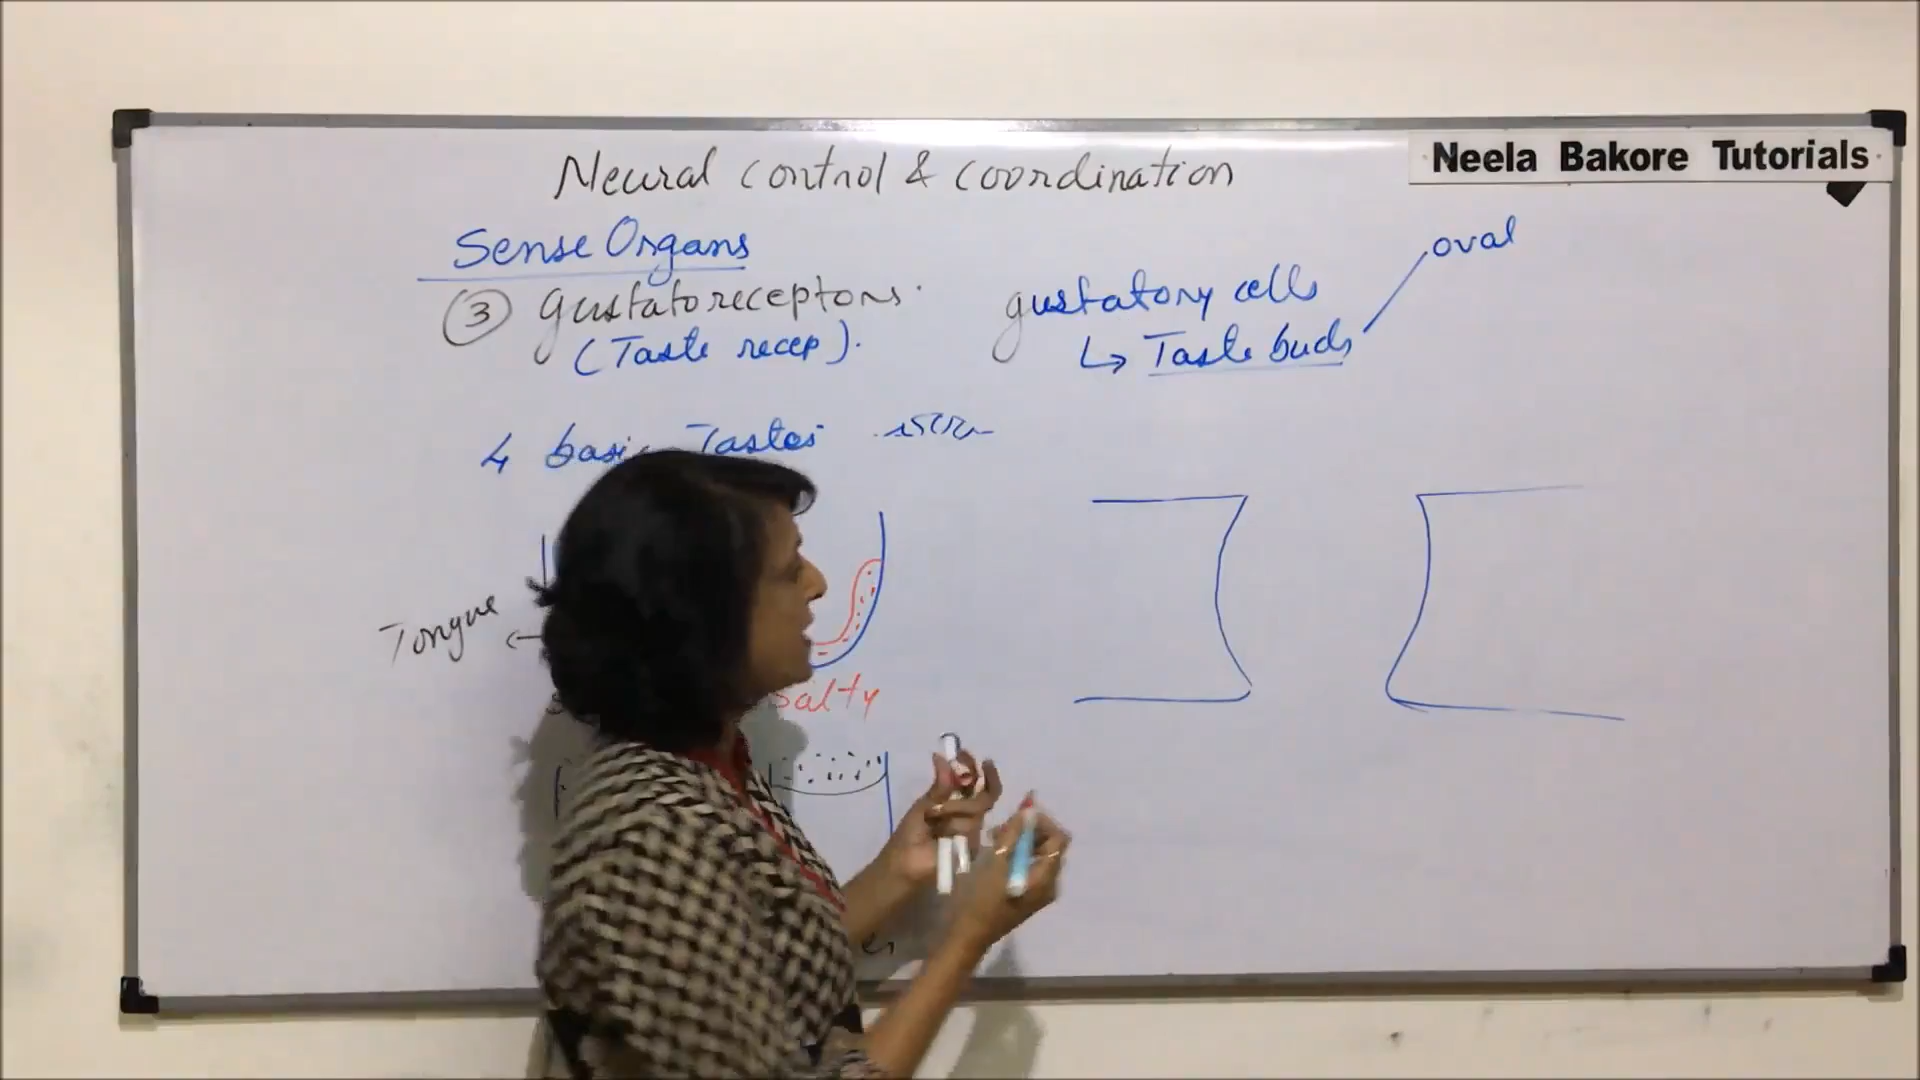 Neela Bakore Tutorials
Neural control & coordination
Sense Organs
③ Gustatoreceptors.
(Taste recep).
gustatory cells
↳ Taste buds
oval
4 basic Tastes
Tongue
Salty